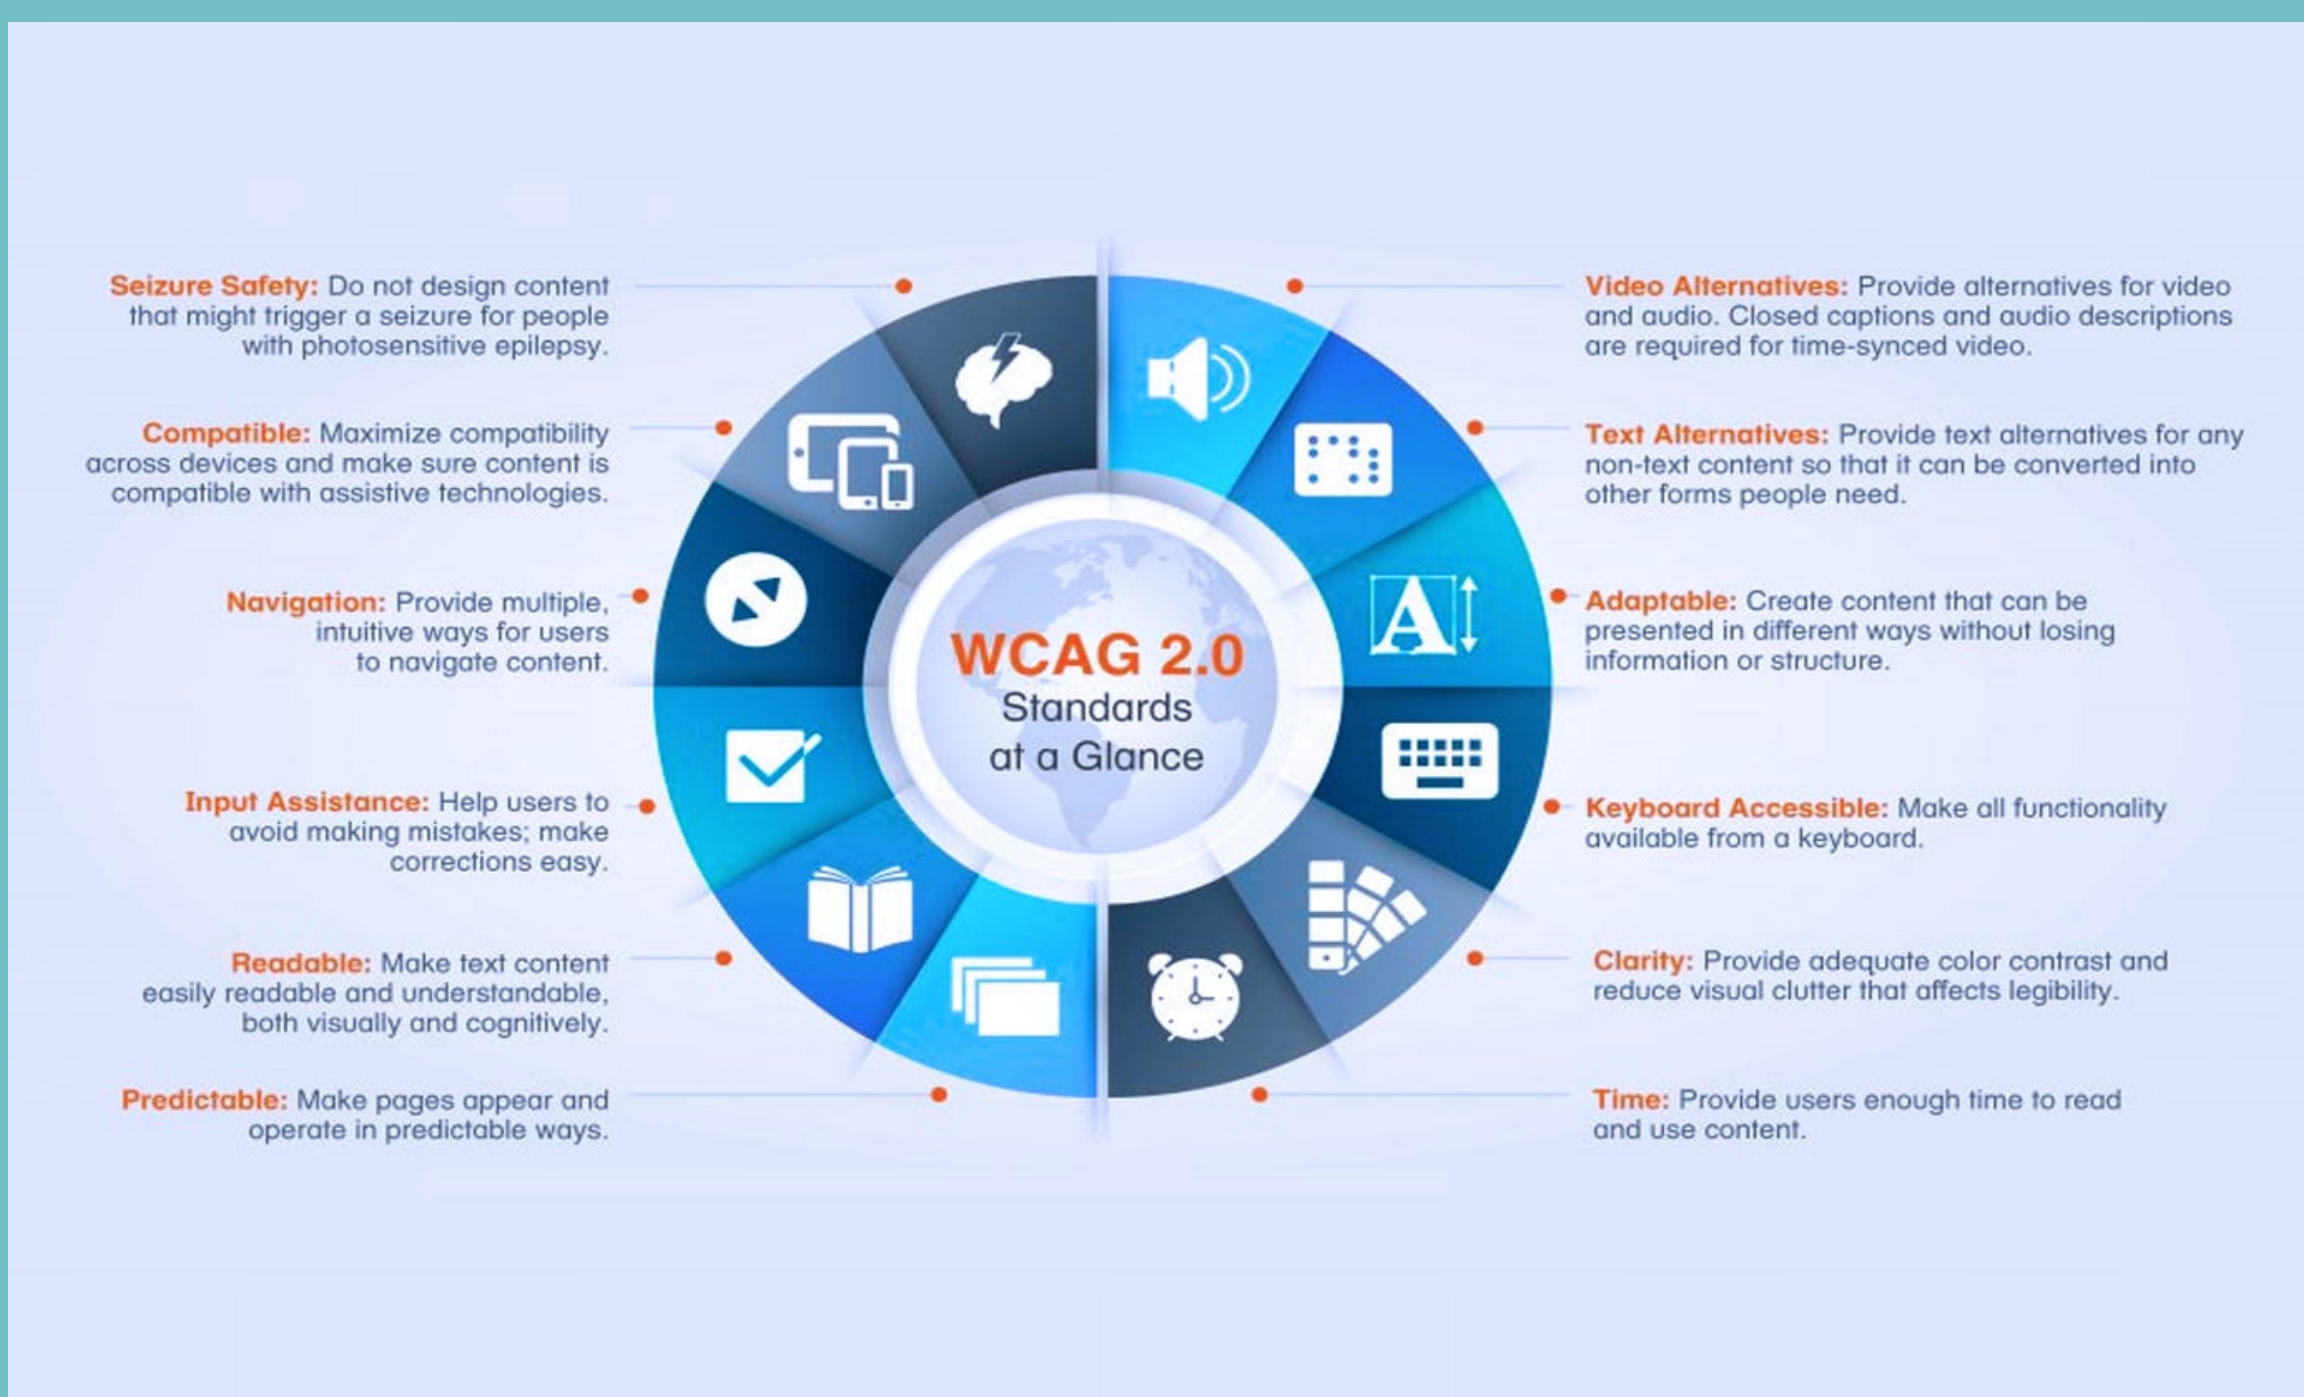 Seizure Safety: Do not design content
that might trigger a seizure for people
with photosensitive epilepsy.
Compatible: Maximize compatibility
across devices and make sure content is
compatible with assistive technologies.
Navigation: Provide multiple,
intuitive ways for users
to navigate content.
Input Assistance: Help users to
avoid making mistakes; make
corrections easy.
Readable: Make text content
easily readable and understandable,
both visually and cognitively.
Predictable: Make pages appear and
operate in predictable ways.
A
WCAG 2.0
Standards
at a Glance
Video Alternatives: Provide alternatives for video
and audio. Closed captions and audio descriptions
are required for time-synced video.
Text Alternatives: Provide text alternatives for any
non-text content so that it can be converted into
other forms people need.
Adaptable: Create content that can be
presented in different ways without losing
information or structure.
Keyboard Accessible: Make all functionality
available from a keyboard.
Clarity: Provide adequate color contrast and
reduce visual clutter that affects legibility.
Time: Provide users enough time to read
and use content.